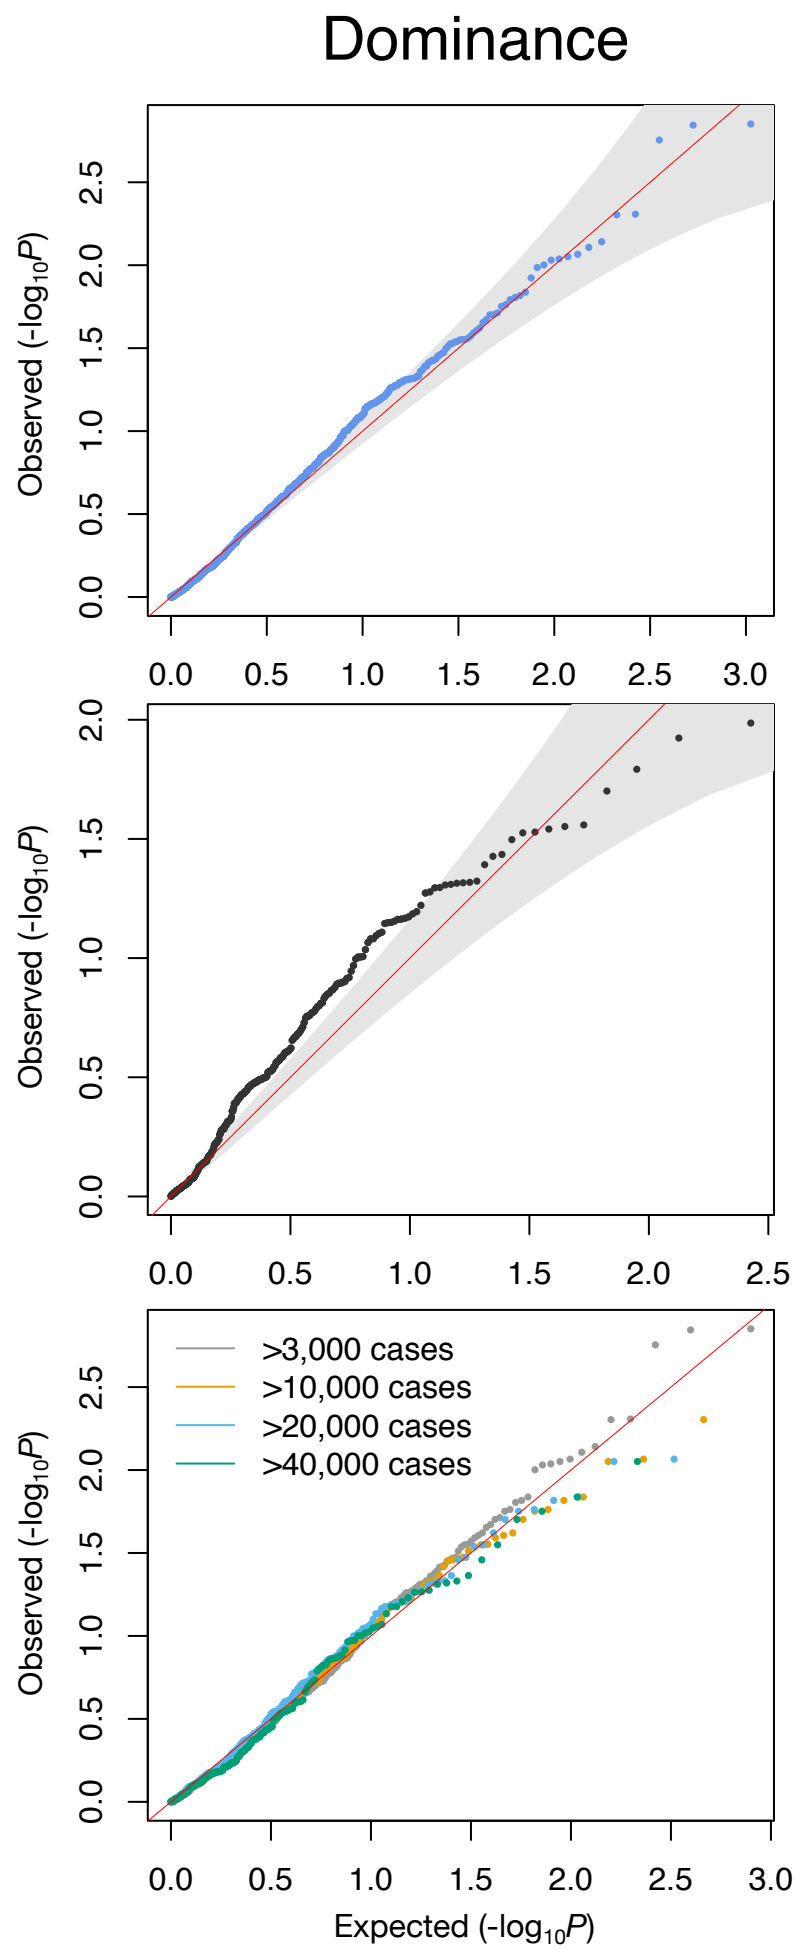 Dominance
Observed (-log10P)
2.5
2.0
1.5
1.0
0.5
0.0
0.0 0.5 1.0 1.5 2.0 2.5 3.0
Observed (-log10P)
2.0
1.5
1.0
0.5
0.0
0.0 0.5 1.0 1.5 2.0 2.5
Observed (-log10P)
2.5
2.0
1.5
1.0
0.5
0.0
>3,000 cases
>10,000 cases
>20,000 cases
>40,000 cases
0.0 0.5 1.0 1.5 2.0 2.5 3.0
Expected (-log10P)